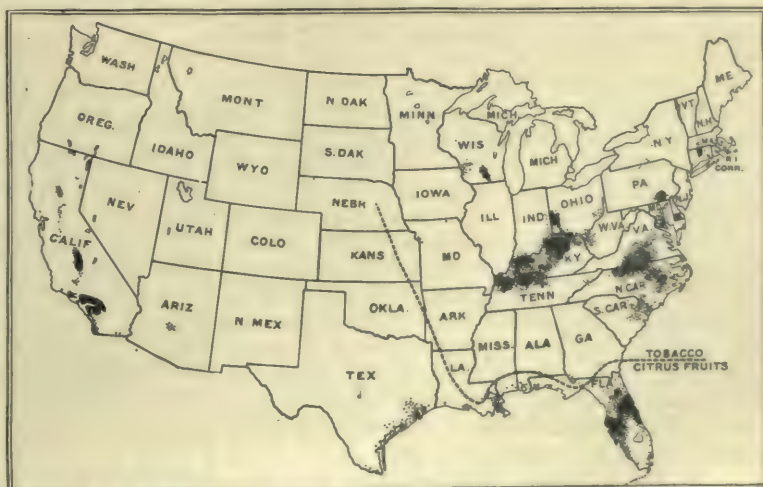 WASH
MONT
N. DAK
MINN
MICH
ME
VT
N.H.
OREG.
IDAHO
S. DAK
WIS
MICH
N Y
R I
CONN.
WYO
IOWA
PA
NEV
NEBR
ILL
IND
OHIO
UTAH
COLO
W.VA
VA
CALIF
KANS
MO
KY
N. CAR
TENN
ARIZ
N MEX
OKLA.
ARK
S. CAR
MISS.
ALA
GA
TEX
LA
TOBACCO
CITRUS FRUITS
FLA